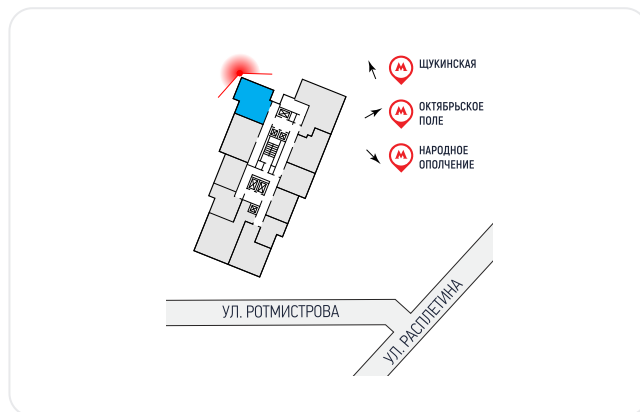 ЩУКИНСКАЯ
ОКТЯБРЬСКОЕ
ПОЛЕ
НАРОДНОЕ
ОПОЛЧЕНИЕ
УЛ. РОТМИСТРОВА
УЛ. РАСПЛЕТИНА